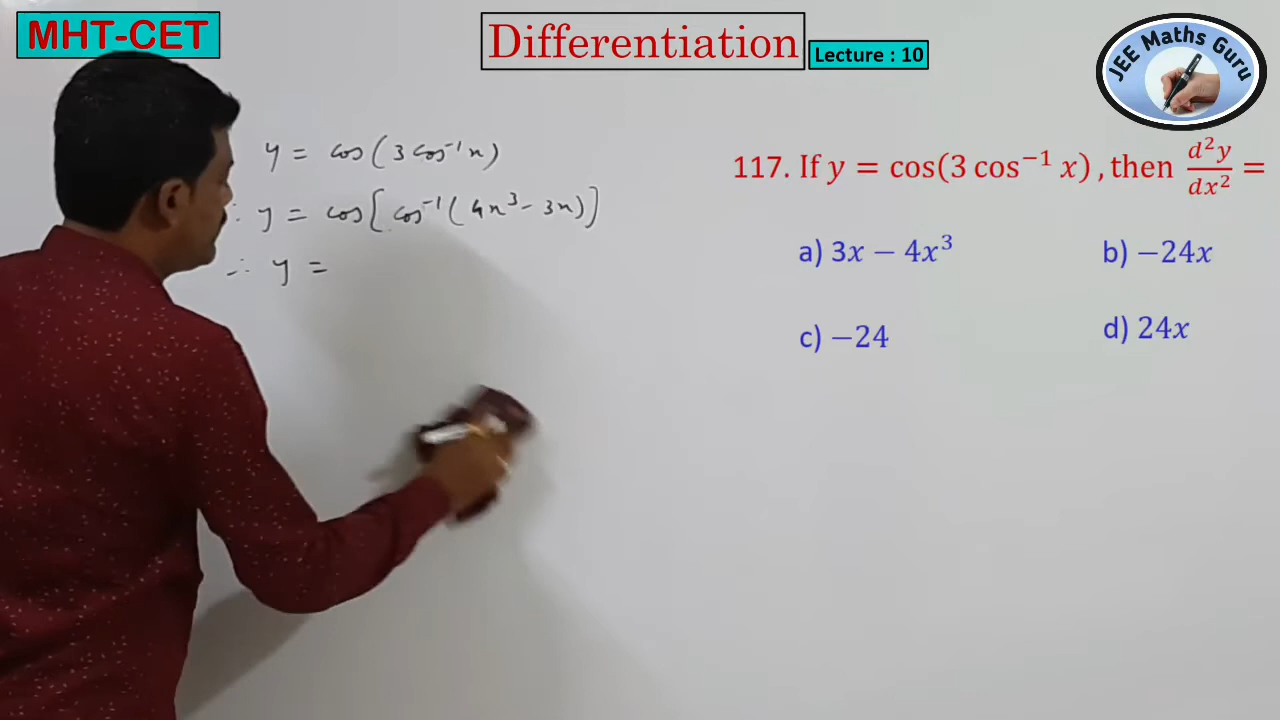 MHT-CET
Differentiation
Lecture : 10
JEE Maths Guru
y = cos(3 cos⁻¹x)
∴ y = cos[cos⁻¹(4x³ - 3x)]
∴ y =
117. If y = cos(3 cos⁻¹ x) , then d²y/dx² =
a) 3x − 4x³
b) −24x
c) −24
d) 24x